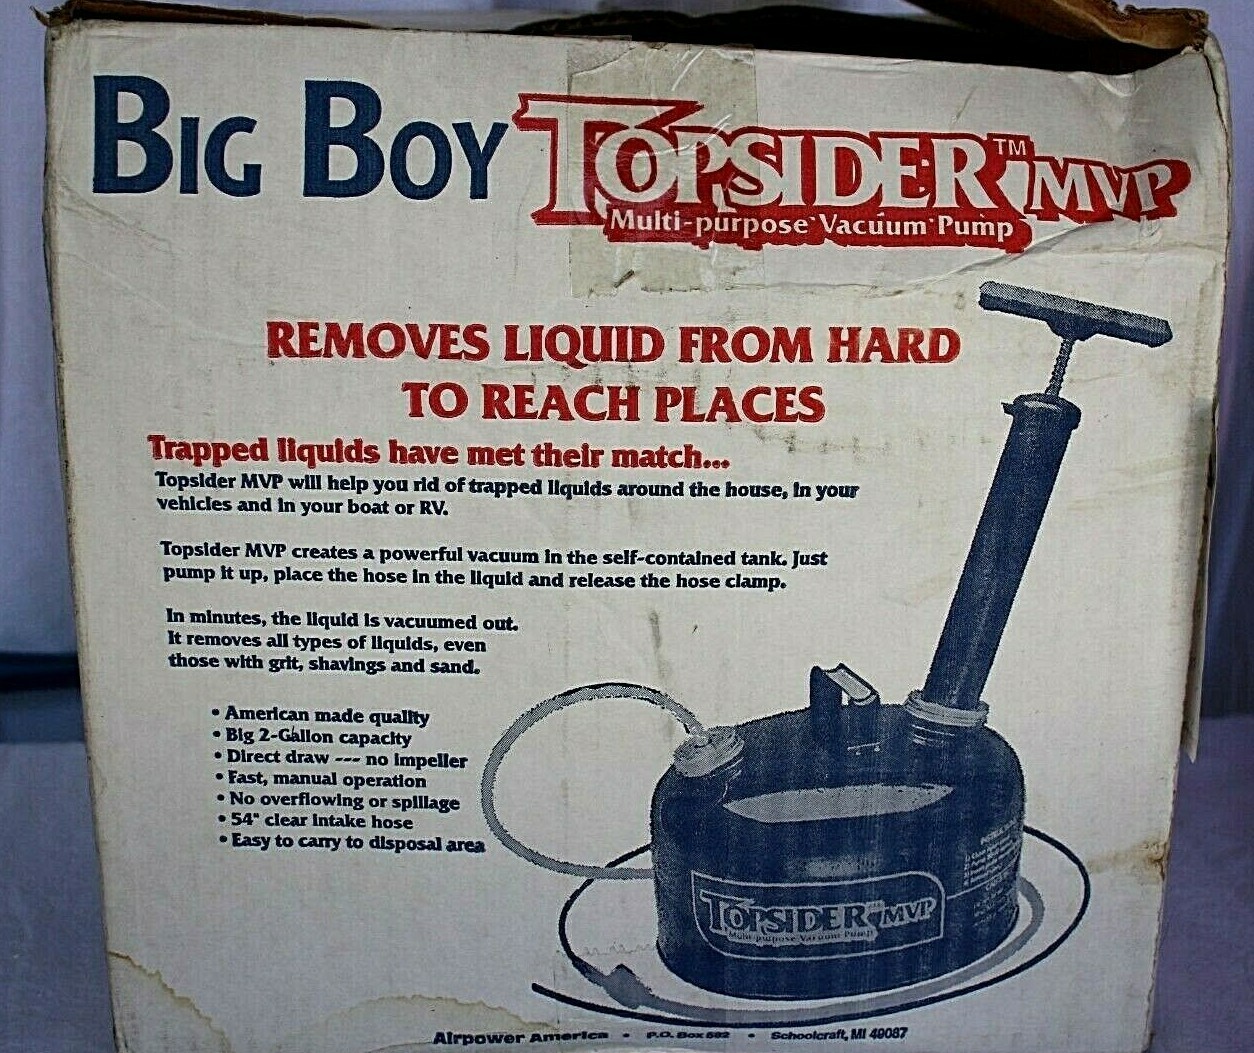 BIG BOY TOPSIDER™ MVP
Multi-purpose Vacuum Pump
REMOVES LIQUID FROM HARD
TO REACH PLACES
Trapped liquids have met their match...
Topsider MVP will help you rid of trapped liquids around the house, in your
vehicles and in your boat or RV.
Topsider MVP creates a powerful vacuum in the self-contained tank. Just
pump it up, place the hose in the liquid and release the hose clamp.
In minutes, the liquid is vacuumed out.
It removes all types of liquids, even
those with grit, shavings and sand.
• American made quality
• Big 2-Gallon capacity
• Direct draw --- no impeller
• Fast, manual operation
• No overflowing or spillage
• 54" clear intake hose
• Easy to carry to disposal area
TOPSIDER MVP
Multi-purpose Vacuum Pump
Airpower America • P.O. Box 582 • Schoolcraft, MI 49087